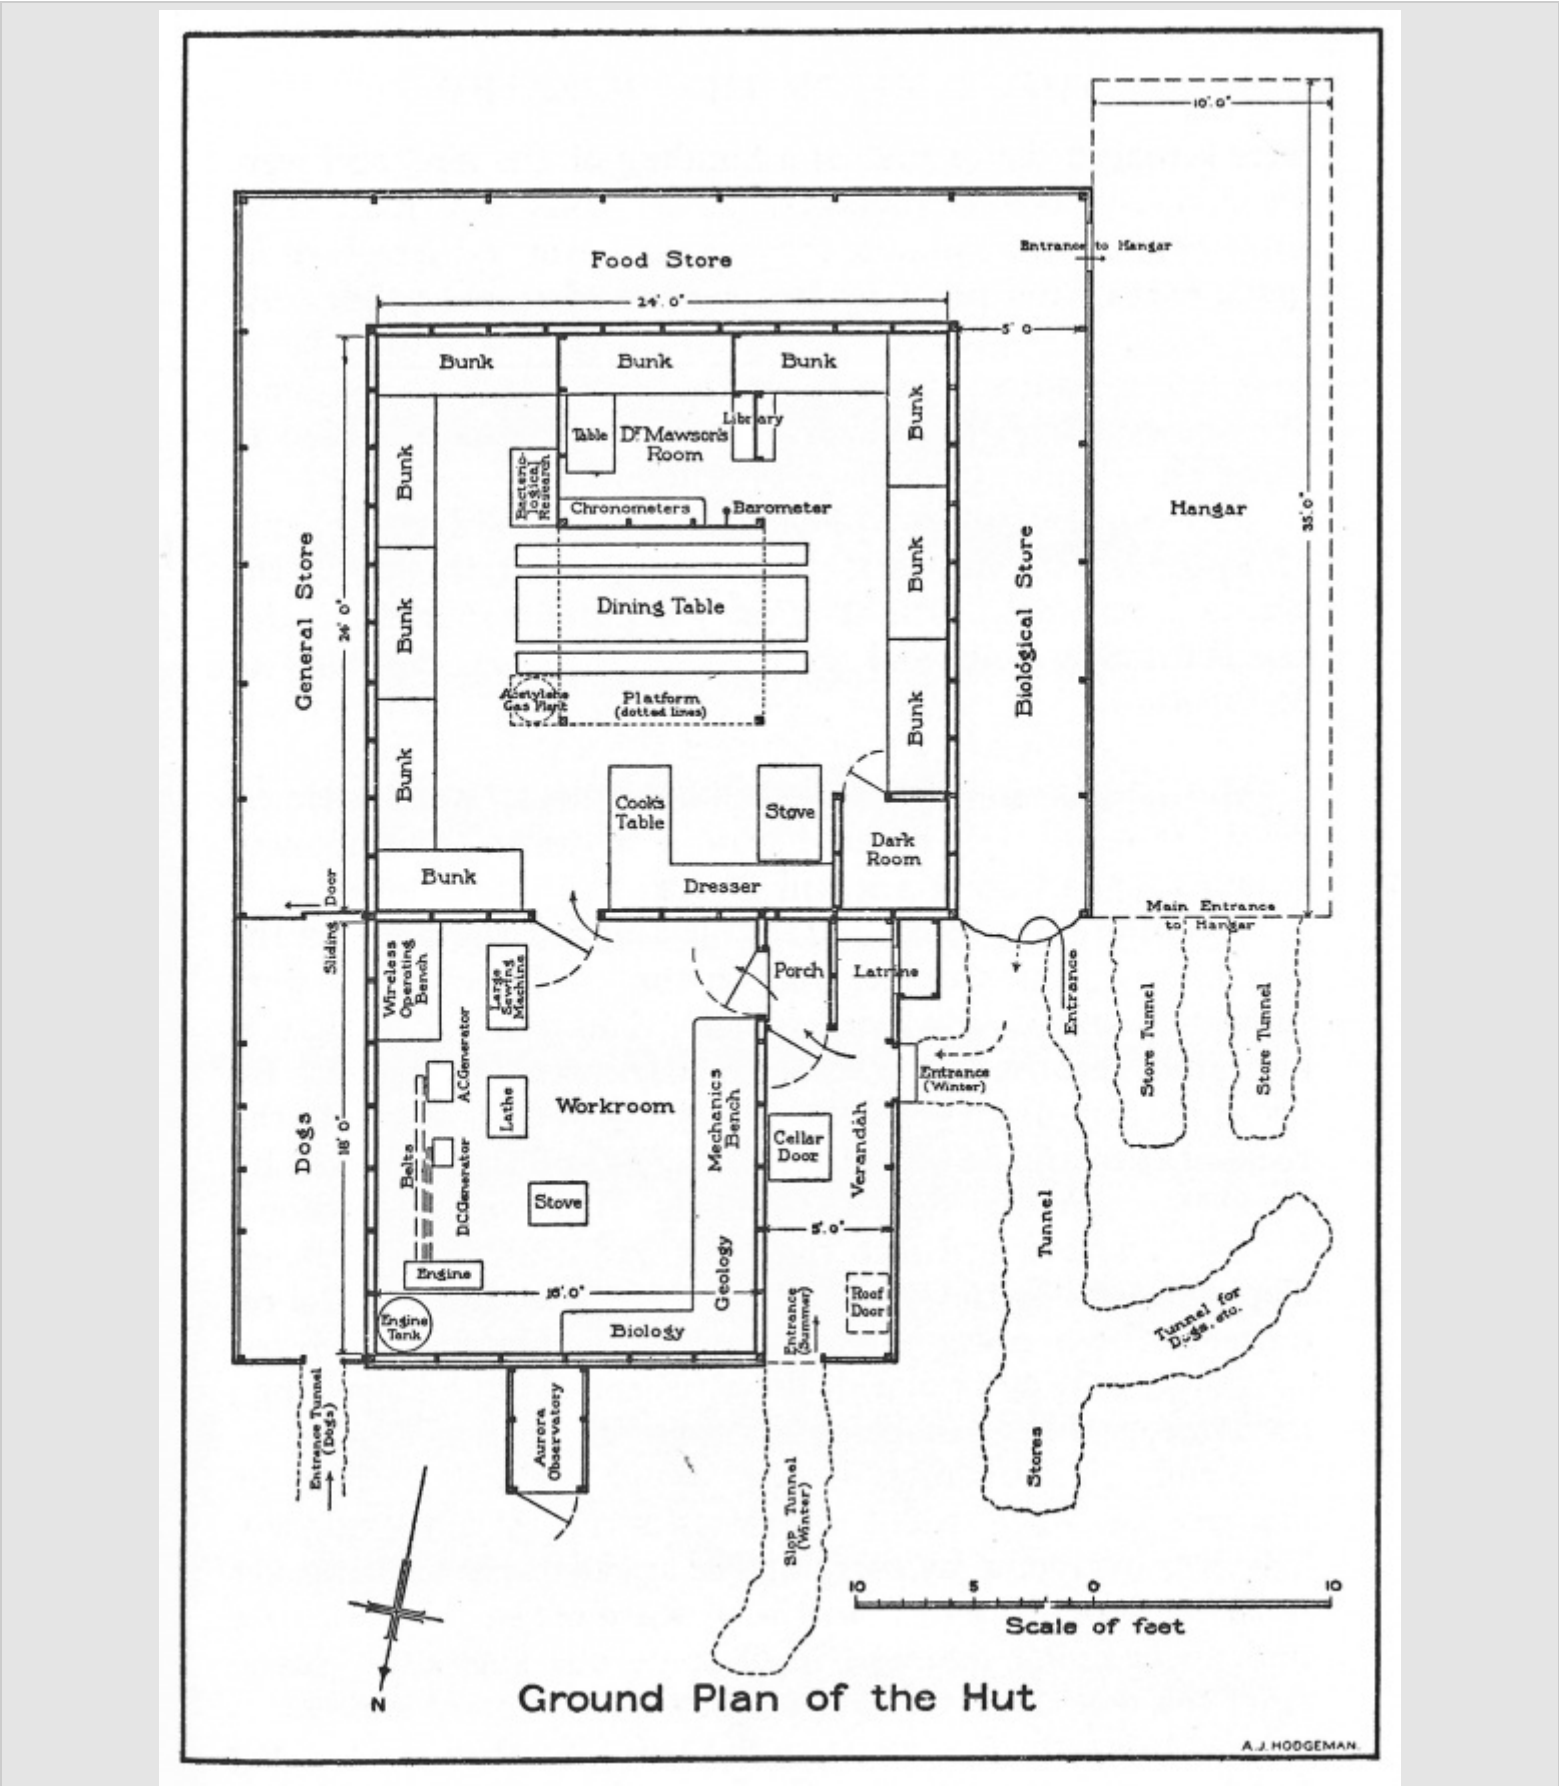 10'. 0"
Entrance to Hangar
Food Store
24'. 0"
5' 0
Bunk
Bunk
Bunk
Bunk
Library
Table
Dr Mawson's
Room
Bunk
Bacterio-
logical
Research
Chronometers
Barometer
Hangar
35'. 0"
General Store
24' 0"
Bunk
Dining Table
Bunk
Biological Store
Acetylene
Gas Plant
Platform
(dotted lines)
Bunk
Bunk
Cook's
Table
Stove
Dark
Room
Bunk
Dresser
Door
Sliding
Main Entrance
to Hangar
Wireless
Operating
Bench
Large
Sewing
Machine
Porch
Latrine
Entrance
Store Tunnel
Store Tunnel
A.C.Generator
Entrance
(Winter)
Lathe
Workroom
Mechanics
Bench
Dogs
18' 0"
Belts
D.C.Generator
Cellar
Door
Verandah
Stove
5'. 0"
Tunnel
Geology
Engine
16'. 0"
Roof
Door
Entrance
(Summer)
Tunnel for
Dogs, etc.
Engine
Tank
Biology
Entrance Tunnel
(Dogs)
Aurora
Observatory
Stores
Slop Tunnel
(Winter)
10 5 0 10
Scale of feet
N
Ground Plan of the Hut
A.J. HODGEMAN.